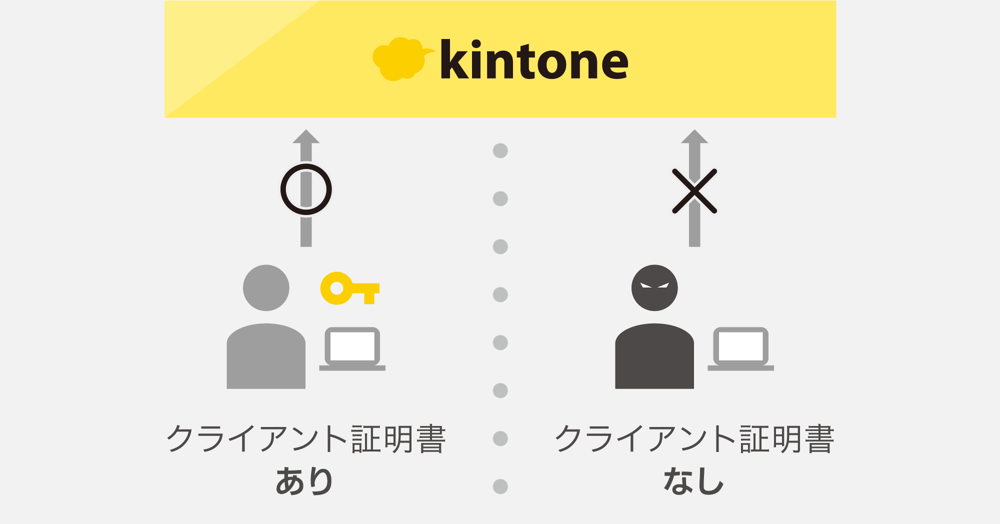 kintone
クライアント証明書
あり
クライアント証明書
なし